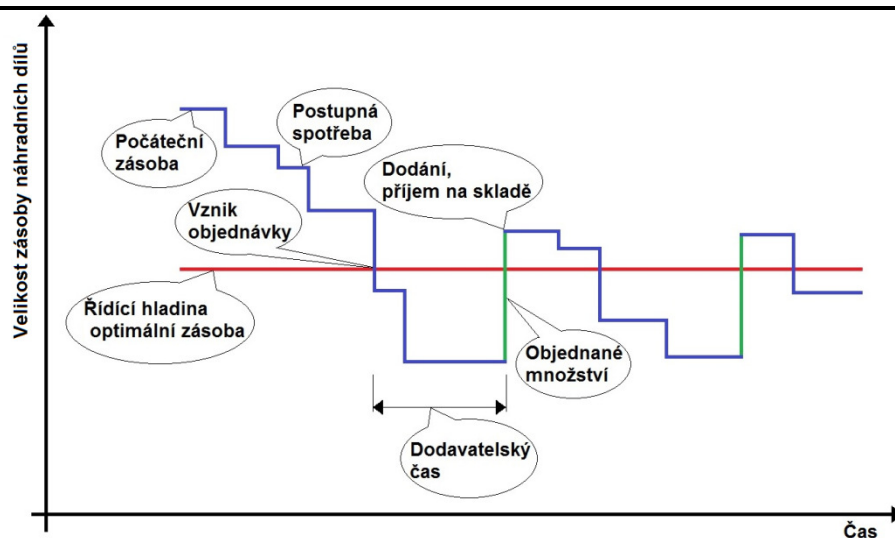 Velikost zásoby náhradních dílů
Počáteční
zásoba
Postupná
spotřeba
Dodání,
příjem na skladě
Vznik
objednávky
Řídící hladina
optimální zásoba
Objednané
množství
Dodavatelský
čas
Čas